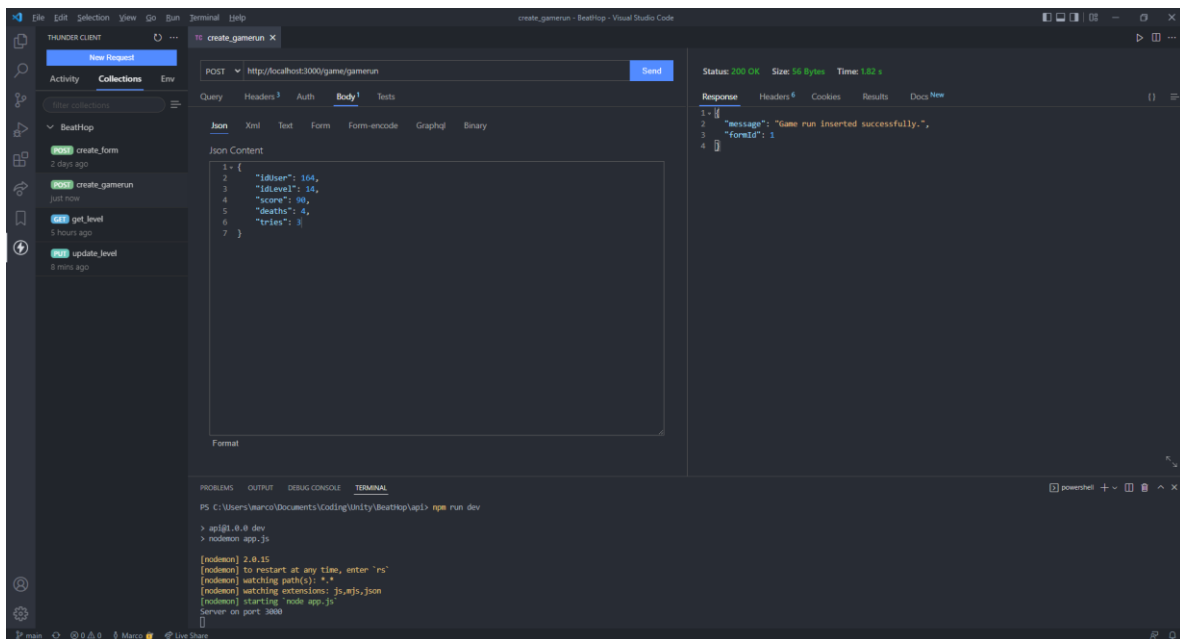 File Edit Selection View Go Run Terminal Help
create_gamerun - BeatHop - Visual Studio Code
THUNDER CLIENT
New Request
Activity Collections Env
filter collections
BeatHop
POST create_form
2 days ago
POST create_gamerun
just now
GET get_level
5 hours ago
PUT update_level
8 mins ago
TC create_gamerun
POST http://localhost:3000/game/gamerun Send
Query Headers 3 Auth Body 1 Tests
Json Xml Text Form Form-encode Graphql Binary
Json Content
1 {
2 "idUser": 164,
3 "idLevel": 14,
4 "score": 90,
5 "deaths": 4,
6 "tries": 3
7 }
Format
Status: 200 OK Size: 56 Bytes Time: 1.82 s
Response Headers 6 Cookies Results Docs New
1 {
2 "message": "Game run inserted successfully.",
3 "formId": 1
4 }
PROBLEMS OUTPUT DEBUG CONSOLE TERMINAL
powershell
PS C:\Users\marco\Documents\Coding\Unity\BeatHop\api> npm run dev
> api@1.0.0 dev
> nodemon app.js
[nodemon] 2.0.15
[nodemon] to restart at any time, enter `rs`
[nodemon] watching path(s): *.*
[nodemon] watching extensions: js,mjs,json
[nodemon] starting `node app.js`
Server on port 3000
main 0 0 Marco Live Share